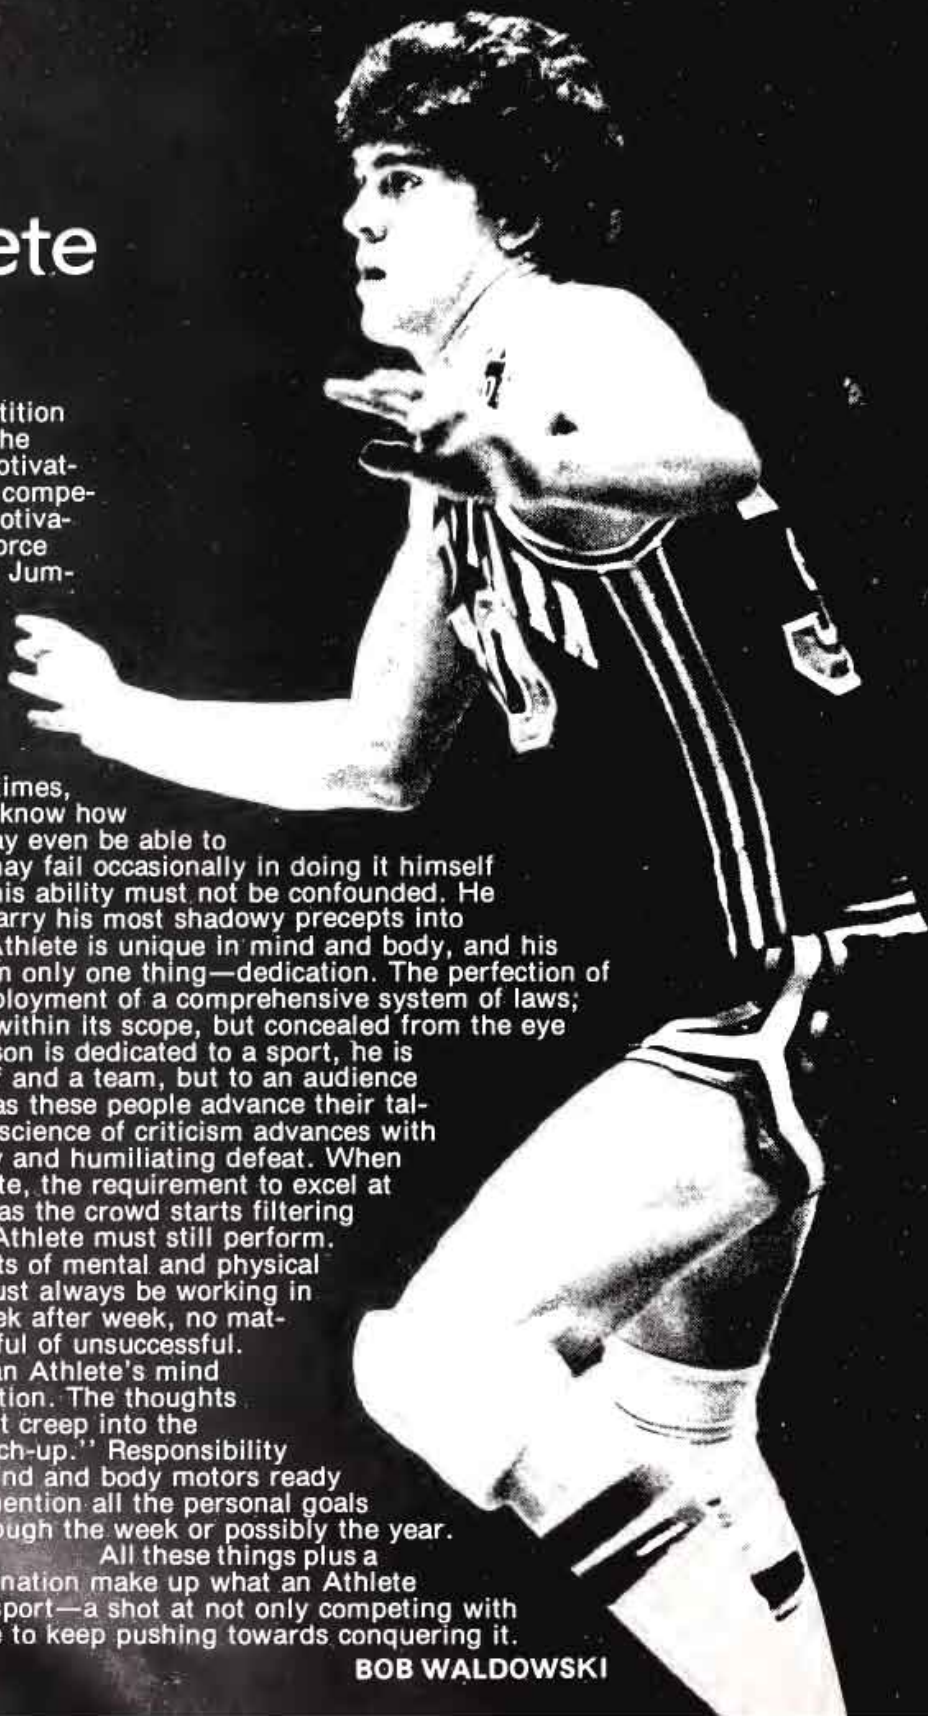 ete
tition
he
otivat-
compe-
otiva-
orce
Jum-
imes,
know how
ay even be able to
nay fail occasionally in doing it himself
his ability must not be confounded. He
arry his most shadowy precepts into
Athlete is unique in mind and body, and his
n only one thing—dedication. The perfection of
ployment of a comprehensive system of laws;
within its scope, but concealed from the eye
son is dedicated to a sport, he is
f and a team, but to an audience
as these people advance their tal-
science of criticism advances with
y and humiliating defeat. When
te, the requirement to excel at
as the crowd starts filtering
Athlete must still perform.
ts of mental and physical
ust always be working in
ek after week, no mat-
ful of unsuccessful.
an Athlete's mind
tion. The thoughts
t creep into the
ch-up.'' Responsibility
nd and body motors ready
nention all the personal goals
ough the week or possibly the year.
All these things plus a
nation make up what an Athlete
sport—a shot at not only competing with
e to keep pushing towards conquering it.
BOB WALDOWSKI